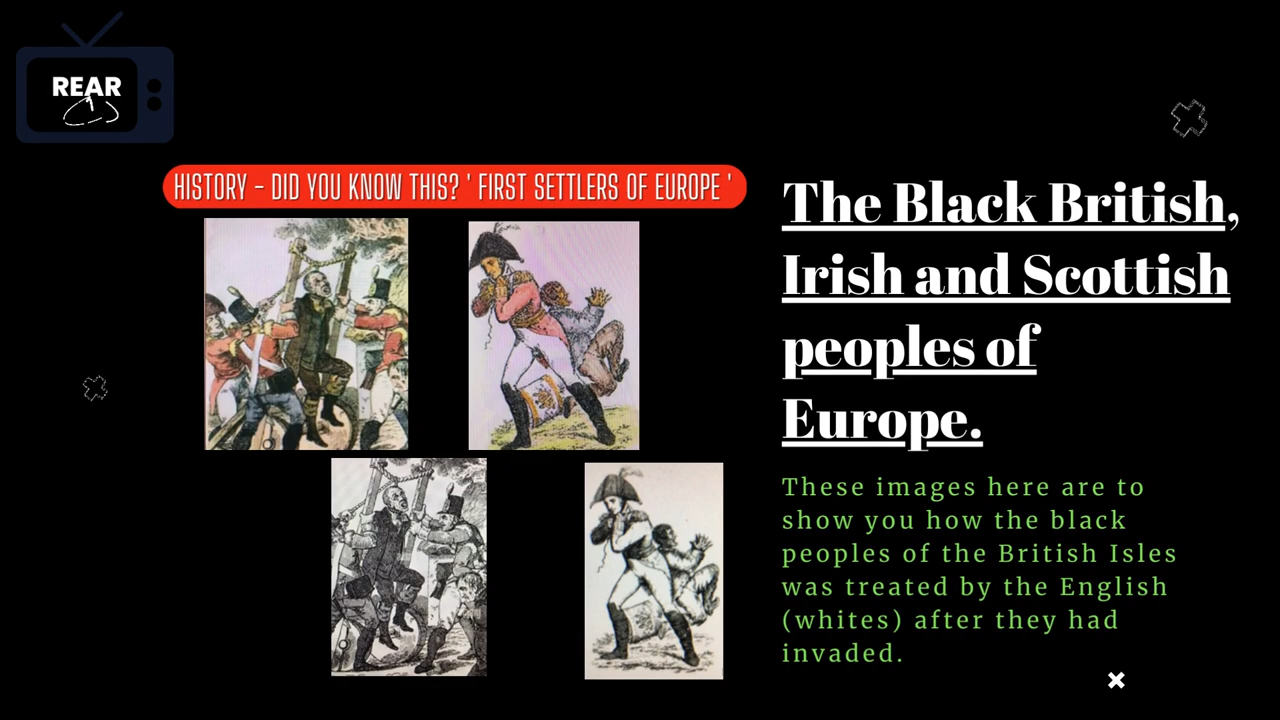 REAR
HISTORY - DID YOU KNOW THIS? ' FIRST SETTLERS OF EUROPE '
The Black British,
Irish and Scottish
peoples of
Europe.
These images here are to
show you how the black
peoples of the British Isles
was treated by the English
(whites) after they had
invaded.